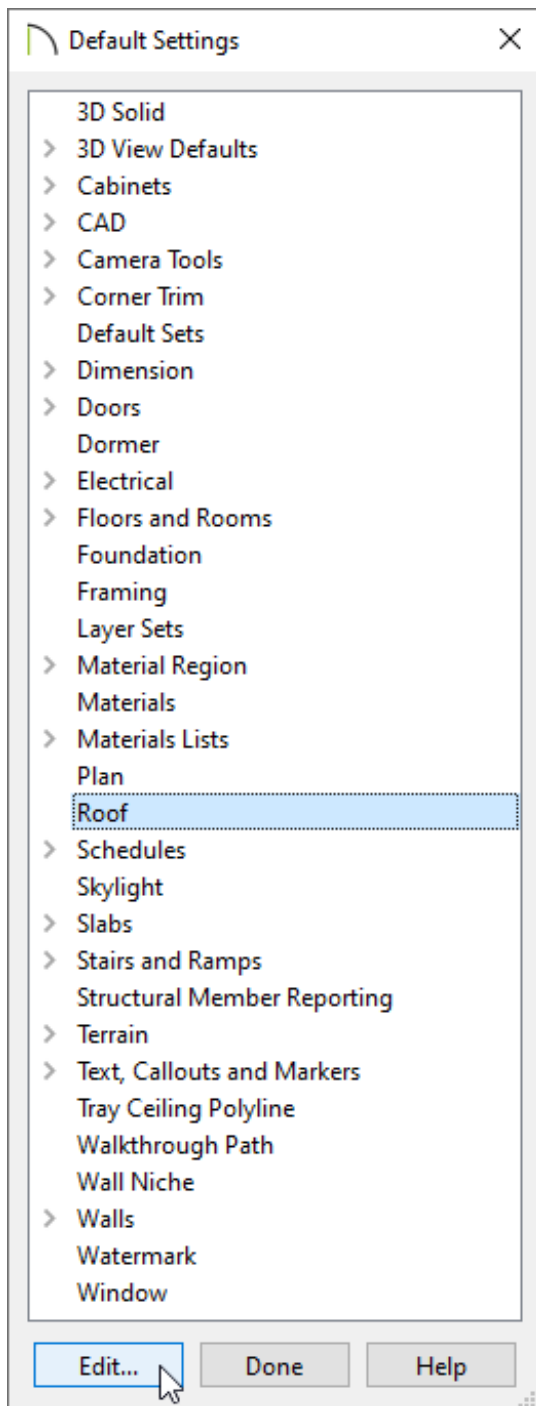 Default Settings
3D Solid
3D View Defaults
Cabinets
CAD
Camera Tools
Corner Trim
Default Sets
Dimension
Doors
Dormer
Electrical
Floors and Rooms
Foundation
Framing
Layer Sets
Material Region
Materials
Materials Lists
Plan
Roof
Schedules
Skylight
Slabs
Stairs and Ramps
Structural Member Reporting
Terrain
Text, Callouts and Markers
Tray Ceiling Polyline
Walkthrough Path
Wall Niche
Walls
Watermark
Window
Edit... Done Help